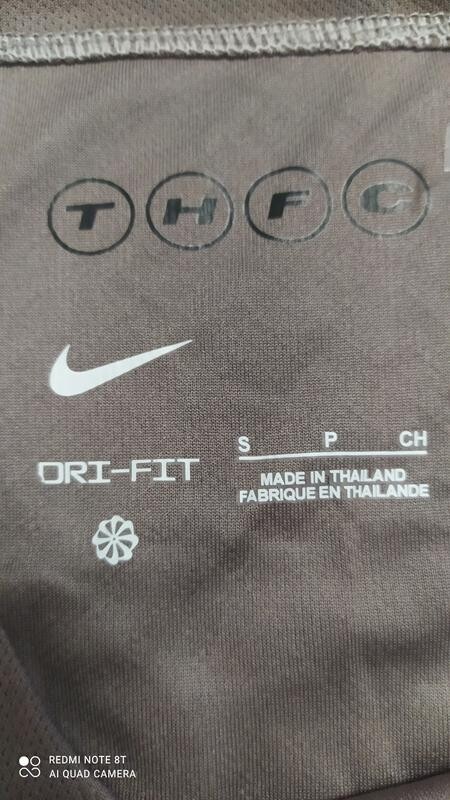 T H F C
DRI-FIT
S P CH
MADE IN THAILAND
FABRIQUE EN THAILANDE
REDMI NOTE 8T
AI QUAD CAMERA